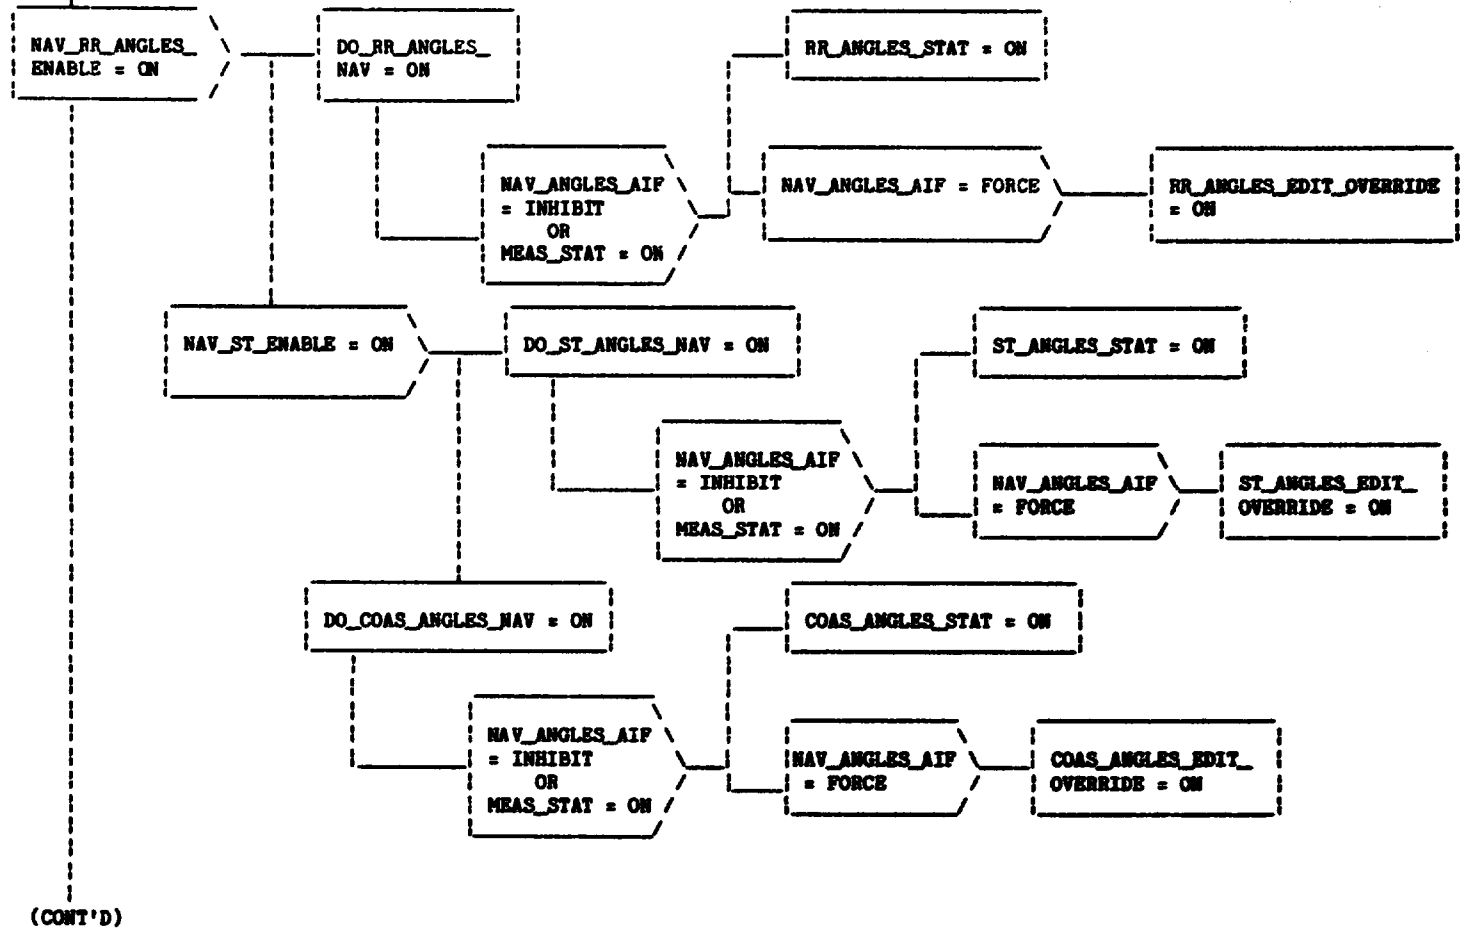 NAV_RR_ANGLES_
ENABLE = ON
DO_RR_ANGLES_
NAV = ON
RR_ANGLES_STAT = ON
NAV_ANGLES_AIF
= INHIBIT
OR
MEAS_STAT = ON
NAV_ANGLES_AIF = FORCE
RR_ANGLES_EDIT_OVERRIDE
= ON
NAV_ST_ENABLE = ON
DO_ST_ANGLES_NAV = ON
ST_ANGLES_STAT = ON
NAV_ANGLES_AIF
= INHIBIT
OR
MEAS_STAT = ON
NAV_ANGLES_AIF
= FORCE
ST_ANGLES_EDIT_
OVERRIDE = ON
DO_COAS_ANGLES_NAV = ON
COAS_ANGLES_STAT = ON
NAV_ANGLES_AIF
= INHIBIT
OR
MEAS_STAT = ON
NAV_ANGLES_AIF
= FORCE
COAS_ANGLES_EDIT_
OVERRIDE = ON
(CONT'D)